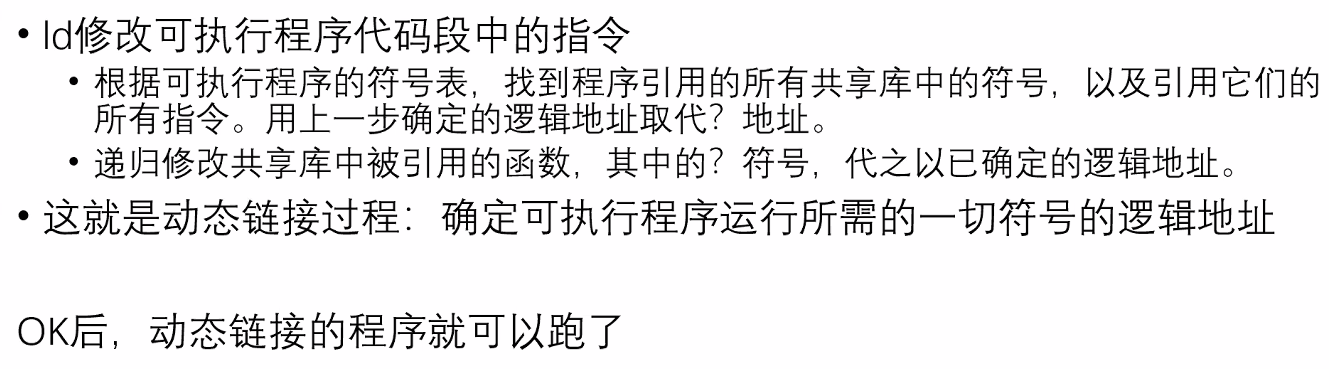 • ld修改可执行程序代码段中的指令
• 根据可执行程序的符号表，找到程序引用的所有共享库中的符号，以及引用它们的
所有指令。用上一步确定的逻辑地址取代？地址。
• 递归修改共享库中被引用的函数，其中的？符号，代之以已确定的逻辑地址。
• 这就是动态链接过程：确定可执行程序运行所需的一切符号的逻辑地址
OK后，动态链接的程序就可以跑了